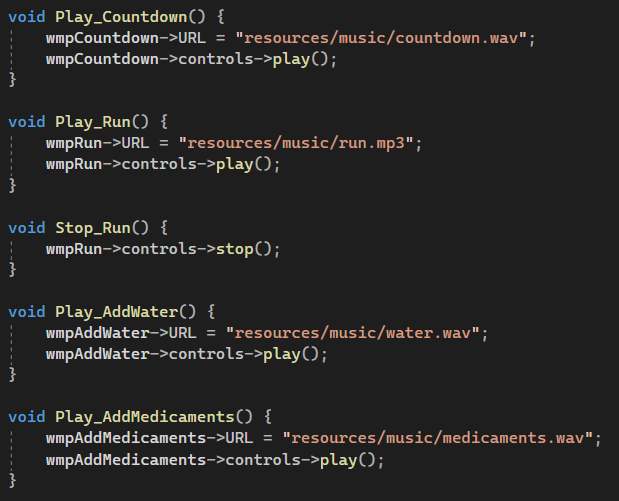 void Play_Countdown() {
    wmpCountdown->URL = "resources/music/countdown.wav";
    wmpCountdown->controls->play();
}

void Play_Run() {
    wmpRun->URL = "resources/music/run.mp3";
    wmpRun->controls->play();
}

void Stop_Run() {
    wmpRun->controls->stop();
}

void Play_AddWater() {
    wmpAddWater->URL = "resources/music/water.wav";
    wmpAddWater->controls->play();
}

void Play_AddMedicaments() {
    wmpAddMedicaments->URL = "resources/music/medicaments.wav";
    wmpAddMedicaments->controls->play();
}